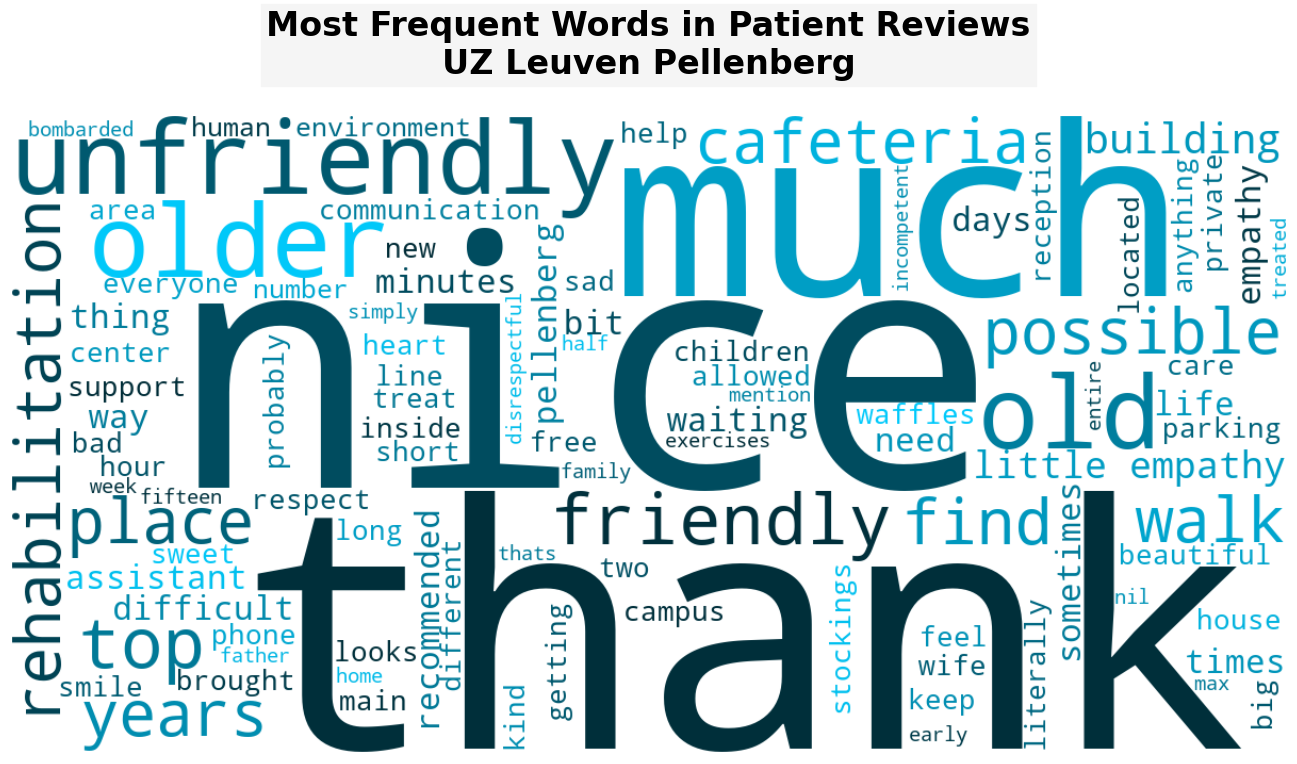 Most Frequent Words in Patient Reviews
UZ Leuven Pellenberg
bombarded
human
environment
unfriendly
help
cafeteria
building
much
incompetent
days
reception
located
anything
private
empathy
treated
area
communication
older
new
minutes
everyone
number
pellenberg
sad
rehabilitation
thing
center
support
way
bad
hour
week
fifteen
probably
simply
heart
line
treat
inside
short
disrespectful
nice
bit
half
children
allowed
mention
waiting
exercises
free
family
waffles
need
possible
care
old
entire
life
parking
little empathy
respect
place
long
sweet
assistant
difficult
top
phone
father
smile
brought
years
looks
home
main
recommended
different
thank
thats
friendly
find
walk
two
campus
kind
getting
stockings
feel
wife
keep
early
literally
sometimes
beautiful
nil
house
times
max
big